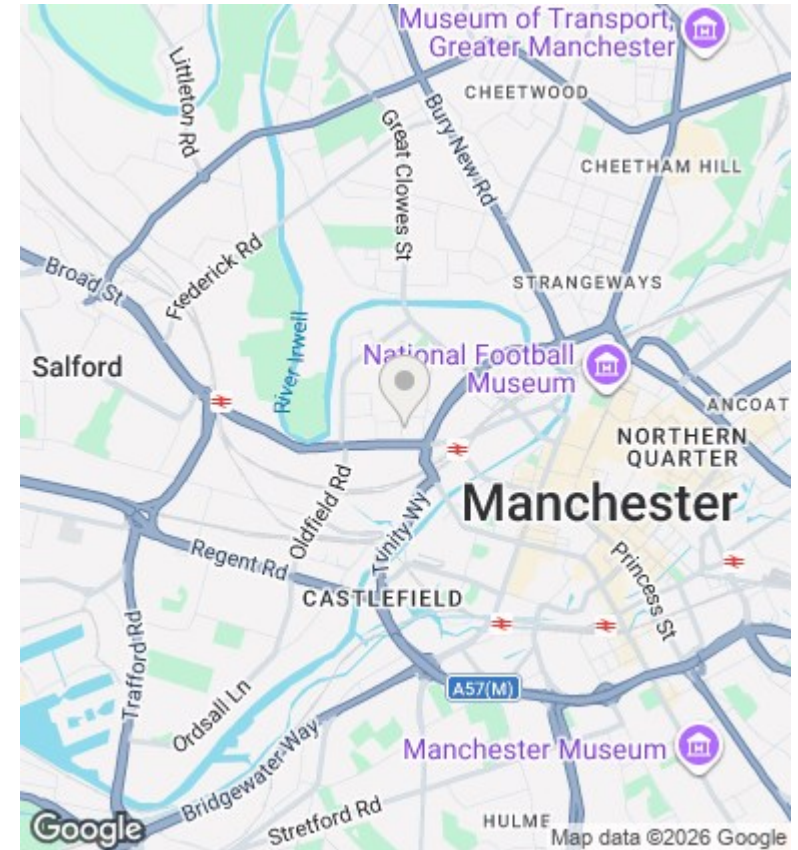 Museum of Transport,
Greater Manchester
Littleton Rd
CHEETWOOD
Bury New Rd
Great Clowes St
CHEETHAM HILL
Frederick Rd
Broad St
STRANGEWAYS
River Irwell
National Football
Museum
Salford
ANCOAT
NORTHERN
QUARTER
Oldfield Rd
Manchester
Trinity Wy
Regent Rd
Princess St
CASTLEFIELD
Trafford Rd
A57(M)
Ordsall Ln
Bridgewater Way
Manchester Museum
Stretford Rd
HULME
Google
Map data ©2026 Google